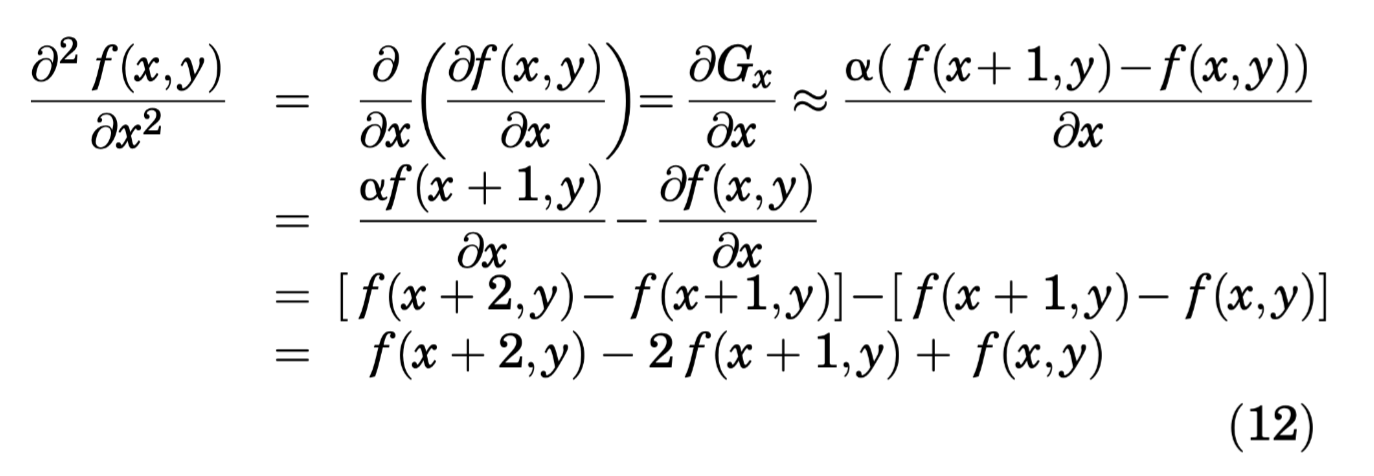 ∂² f(x,y) / ∂x² = ∂/∂x (∂f(x,y)/∂x) = ∂Gₓ/∂x ≈ α( f(x+ 1,y)−f(x,y)) / ∂x
= αf(x + 1,y)/∂x − ∂f(x,y)/∂x
= [ f(x + 2,y)− f(x+1,y)]−[ f(x + 1,y)− f(x,y)]
= f(x + 2,y) − 2 f(x + 1,y) + f(x,y)
(12)